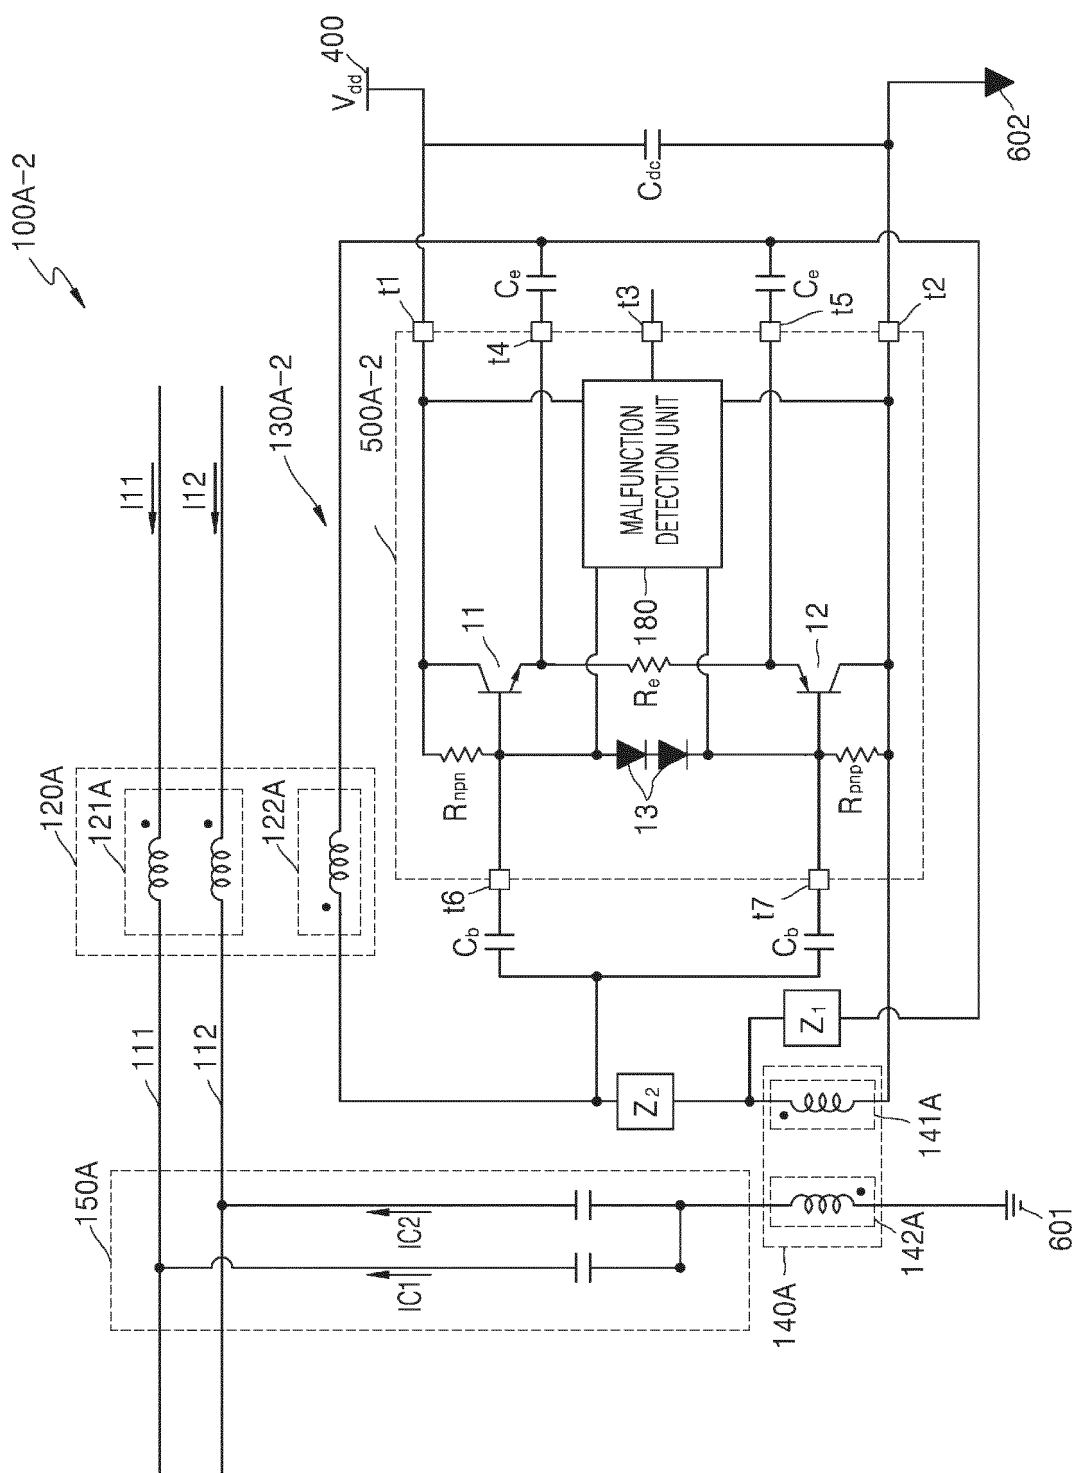 100A-2
I11
I12
Vdd
400
111
112
120A
121A
122A
130A-2
150A
IC1
IC2
500A-2
t1
t4
t3
t5
t2
Ce
Ce
Cdc
602
MALFUNCTION
DETECTION UNIT
180
11
12
Re
13
Rnpn
Rpnp
t6
t7
Cb
Cb
Z1
Z2
141A
142A
140A
601